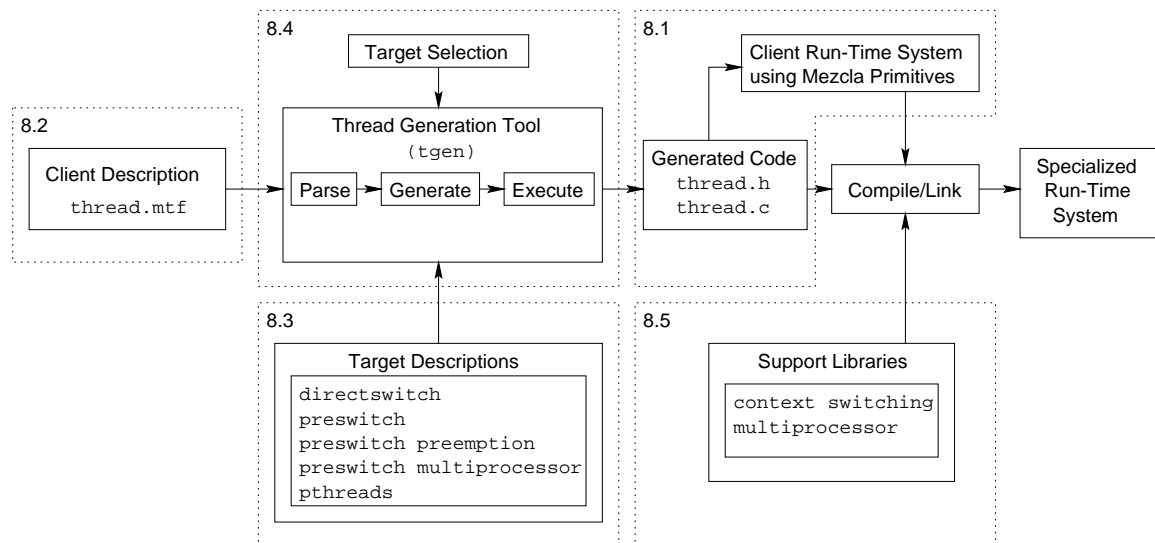 8.4
Target Selection
Thread Generation Tool
(tgen)
Parse
Generate
Execute
8.2
Client Description
thread.mtf
8.1
Client Run-Time System
using Mezcla Primitives
Generated Code
thread.h
thread.c
Compile/Link
Specialized
Run-Time
System
8.3
Target Descriptions
directswitch
preswitch
preswitch preemption
preswitch multiprocessor
pthreads
8.5
Support Libraries
context switching
multiprocessor